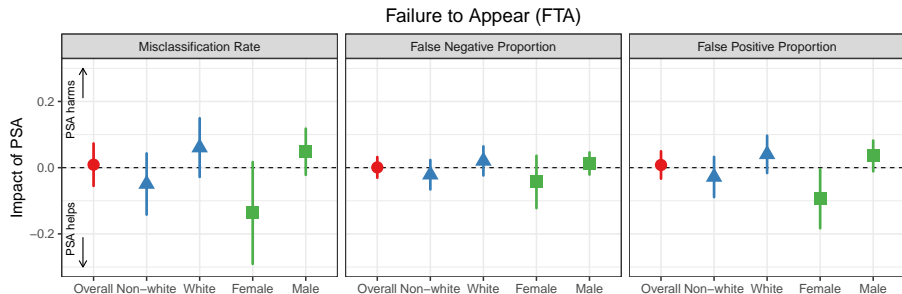 Failure to Appear (FTA)
Misclassification Rate
False Negative Proportion
False Positive Proportion
Impact of PSA
PSA harms
PSA helps
0.2
0.0
−0.2
Overall Non−white White Female Male
Overall Non−white White Female Male
Overall Non−white White Female Male